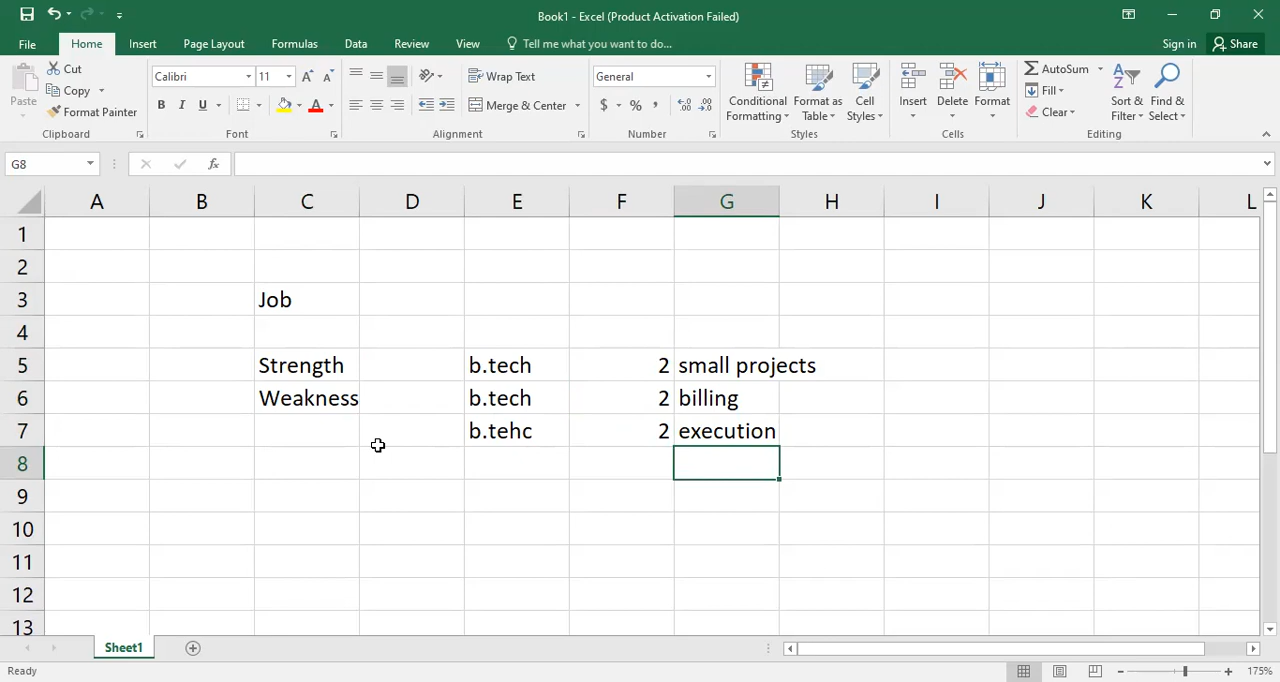 Book1 - Excel (Product Activation Failed)
File Home Insert Page Layout Formulas Data Review View Tell me what you want to do... Sign in Share
Cut
Copy
Format Painter
Paste
Clipboard
Calibri 11
B I U
Font
Wrap Text
Merge & Center
Alignment
General
$ % ,
Number
Conditional Formatting
Format as Table
Cell Styles
Styles
Insert Delete Format
Cells
AutoSum
Fill
Clear
Sort & Filter
Find & Select
Editing
G8 fx
A B C D E F G H I J K L
1
2
3 Job
4
5 Strength b.tech 2 small projects
6 Weakness b.tech 2 billing
7 b.tehc 2 execution
8
9
10
11
12
13
Sheet1
Ready 175%